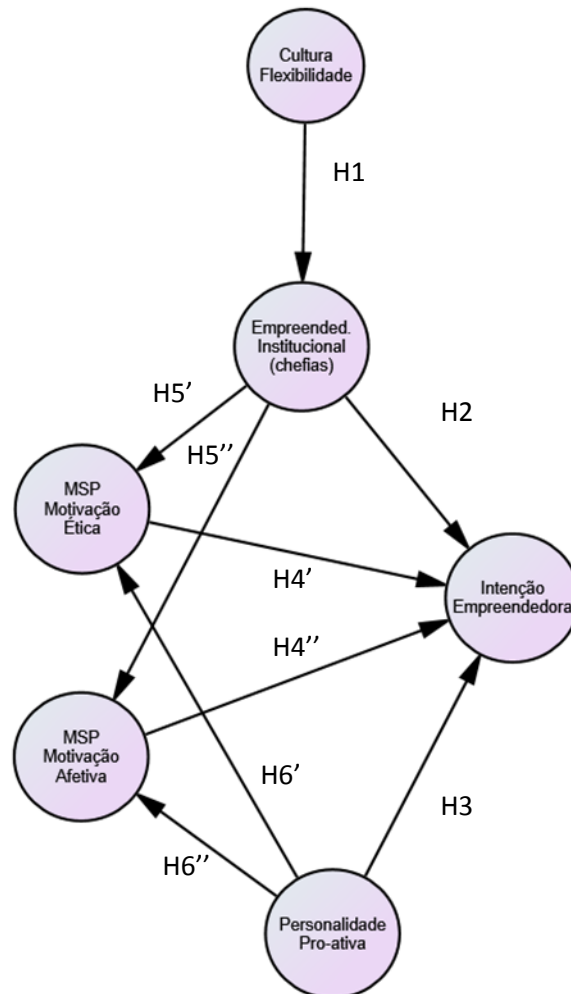 Cultura
Flexibilidade
H1
Empreended.
Institucional
(chefias)
H5’
H2
H5’’
MSP
Motivação
Ética
H4’
Intenção
Empreendedora
H4’’
MSP
Motivação
Afetiva
H6’
H3
H6’’
Personalidade
Pro-ativa